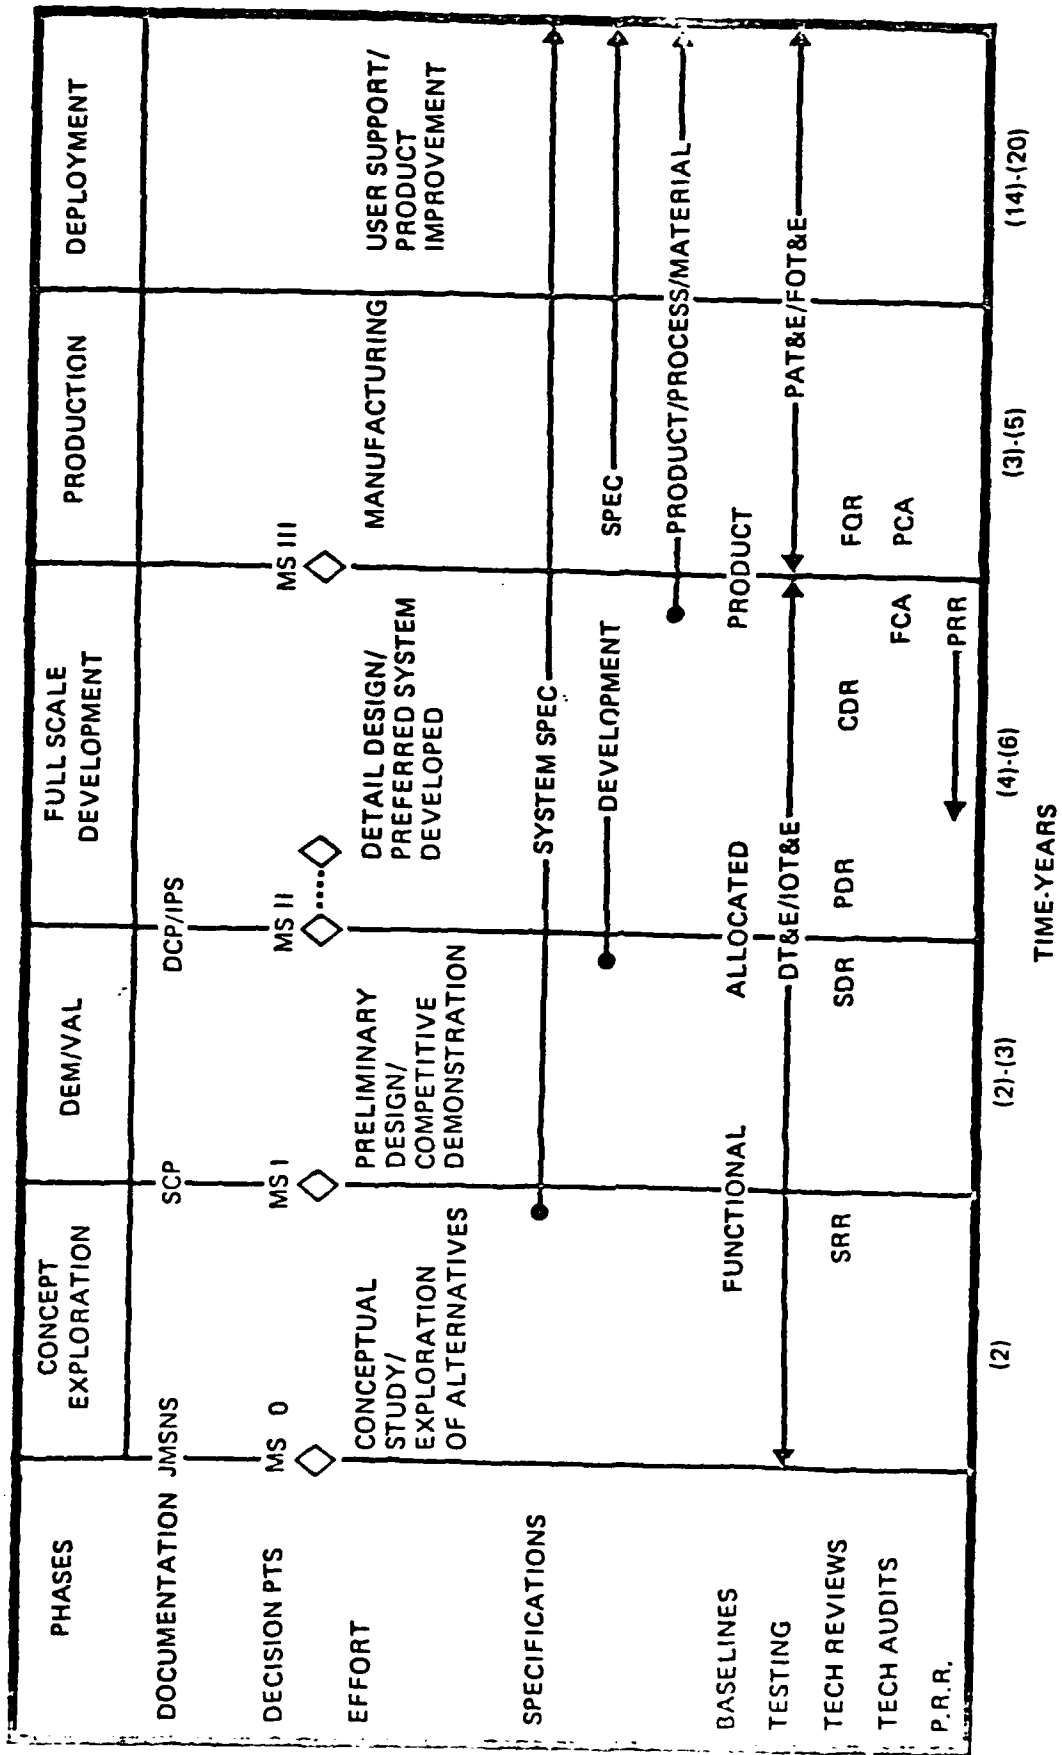 PHASES
CONCEPT
EXPLORATION
DEM/VAL
FULL SCALE
DEVELOPMENT
PRODUCTION
DEPLOYMENT
DOCUMENTATION JMSNS
SCP
DCP/IPS
DECISION PTS
MS 0
MS I
MS II
MS III
EFFORT
CONCEPTUAL
STUDY/
EXPLORATION
OF ALTERNATIVES
PRELIMINARY
DESIGN/
COMPETITIVE
DEMONSTRATION
DETAIL DESIGN/
PREFERRED SYSTEM
DEVELOPED
MANUFACTURING
USER SUPPORT/
PRODUCT
IMPROVEMENT
SPECIFICATIONS
SYSTEM SPEC
DEVELOPMENT
SPEC
PRODUCT/PROCESS/MATERIAL
BASELINES
FUNCTIONAL
ALLOCATED
PRODUCT
TESTING
DT&E/IOT&E
PAT&E/FOT&E
TECH REVIEWS
SRR
SDR
PDR
CDR
FQR
TECH AUDITS
FCA
PCA
P.R.R.
PRR
(2)
(2)-(3)
(4)-(6)
(3)-(5)
(14)-(20)
TIME-YEARS